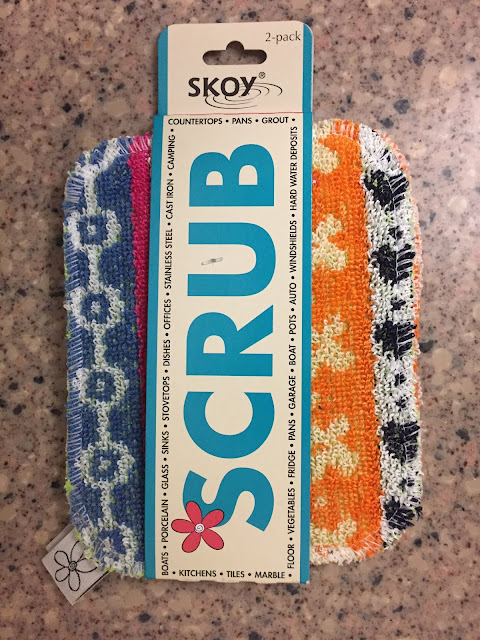 2-pack
SKOY®
COUNTERTOPS • PANS • GROUT •
BOATS • PORCELAIN • GLASS • SINKS • STOVETOPS • DISHES • OFFICES • STAINLESS STEEL • CAST IRON • CAMPING •
SCRUB
FLOOR • VEGETABLES • FRIDGE • PANS • GARAGE • BOAT • POTS • AUTO • WINDSHIELDS • HARD WATER DEPOSITS
• KITCHENS • TILES • MARBLE •